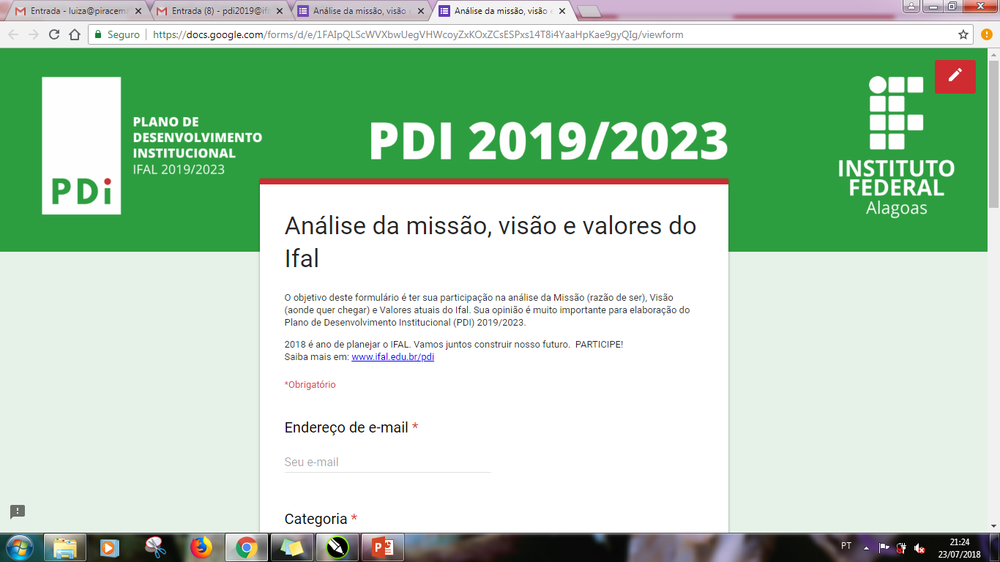 Entrada - luiza@piracema
Entrada (8) - pdi2019@ifa
Análise da missão, visão e
Análise da missão, visão e
Seguro
https://docs.google.com/forms/d/e/1FAIpQLScWVXbwUegVHWcoyZxKOxZCsESPxs14T8i4YaaHpKae9gyQIg/viewform
PLANO DE
DESENVOLVIMENTO
INSTITUCIONAL
IFAL 2019/2023
PDi
PDI 2019/2023
INSTITUTO
FEDERAL
Alagoas
Análise da missão, visão e valores do
Ifal
O objetivo deste formulário é ter sua participação na análise da Missão (razão de ser), Visão
(aonde quer chegar) e Valores atuais do Ifal. Sua opinião é muito importante para elaboração do
Plano de Desenvolvimento Institucional (PDI) 2019/2023.
2018 é ano de planejar o IFAL. Vamos juntos construir nosso futuro.  PARTICIPE!
Saiba mais em: www.ifal.edu.br/pdi
*Obrigatório
Endereço de e-mail *
Seu e-mail
Categoria *
PT
21:24
23/07/2018